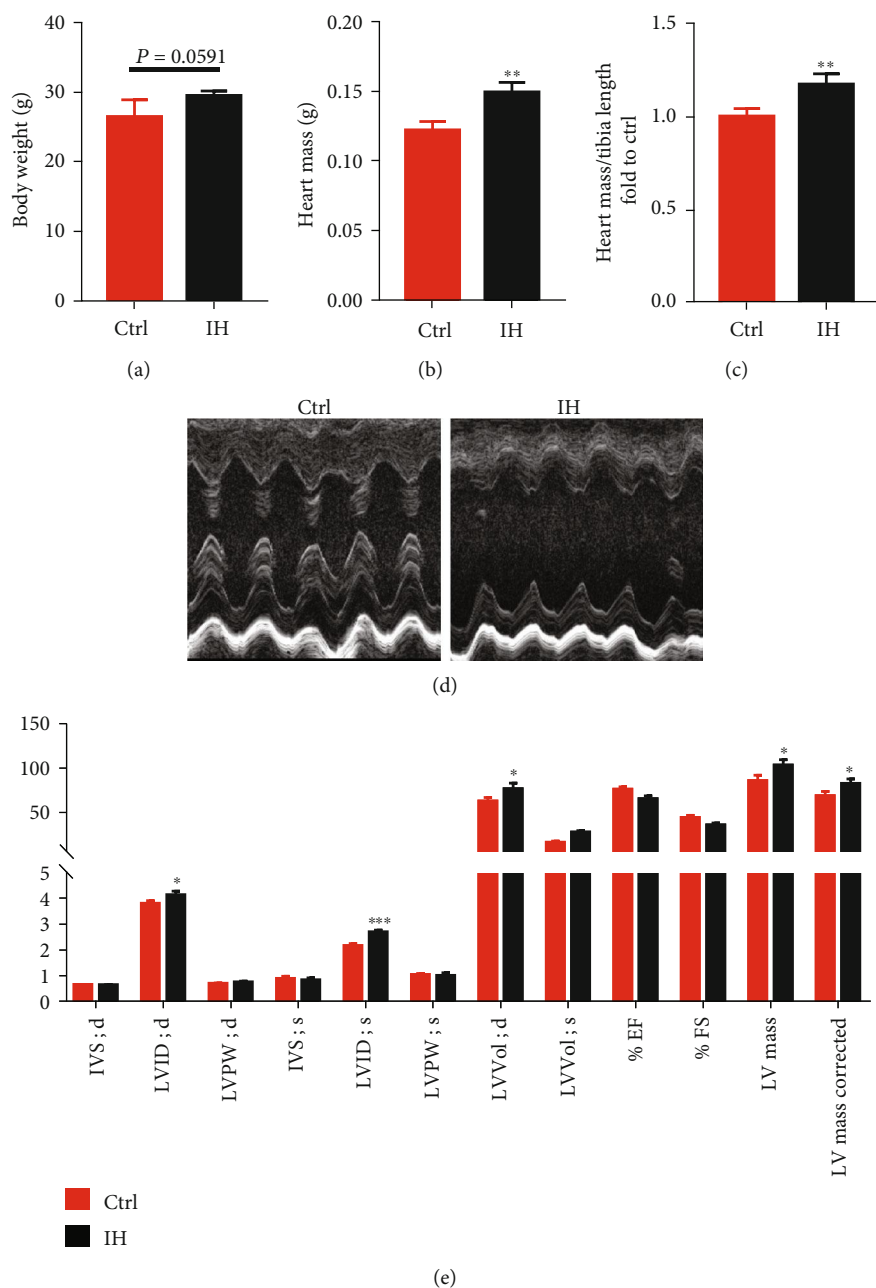 Body weight (g)
40
30
20
10
0
P = 0.0591
Ctrl
IH
(a)
Heart mass (g)
0.20
0.15
0.10
0.05
0.00
**
Ctrl
IH
(b)
Heart mass/tibia length
fold to ctrl
1.5
1.0
0.5
0.0
**
Ctrl
IH
(c)
Ctrl
IH
(d)
150
100
50
5
4
3
2
1
0
*
***
*
*
*
IVS ; d
LVID ; d
LVPW ; d
IVS ; s
LVID ; s
LVPW ; s
LVVol ; d
LVVol ; s
% EF
% FS
LV mass
LV mass corrected
Ctrl
IH
(e)